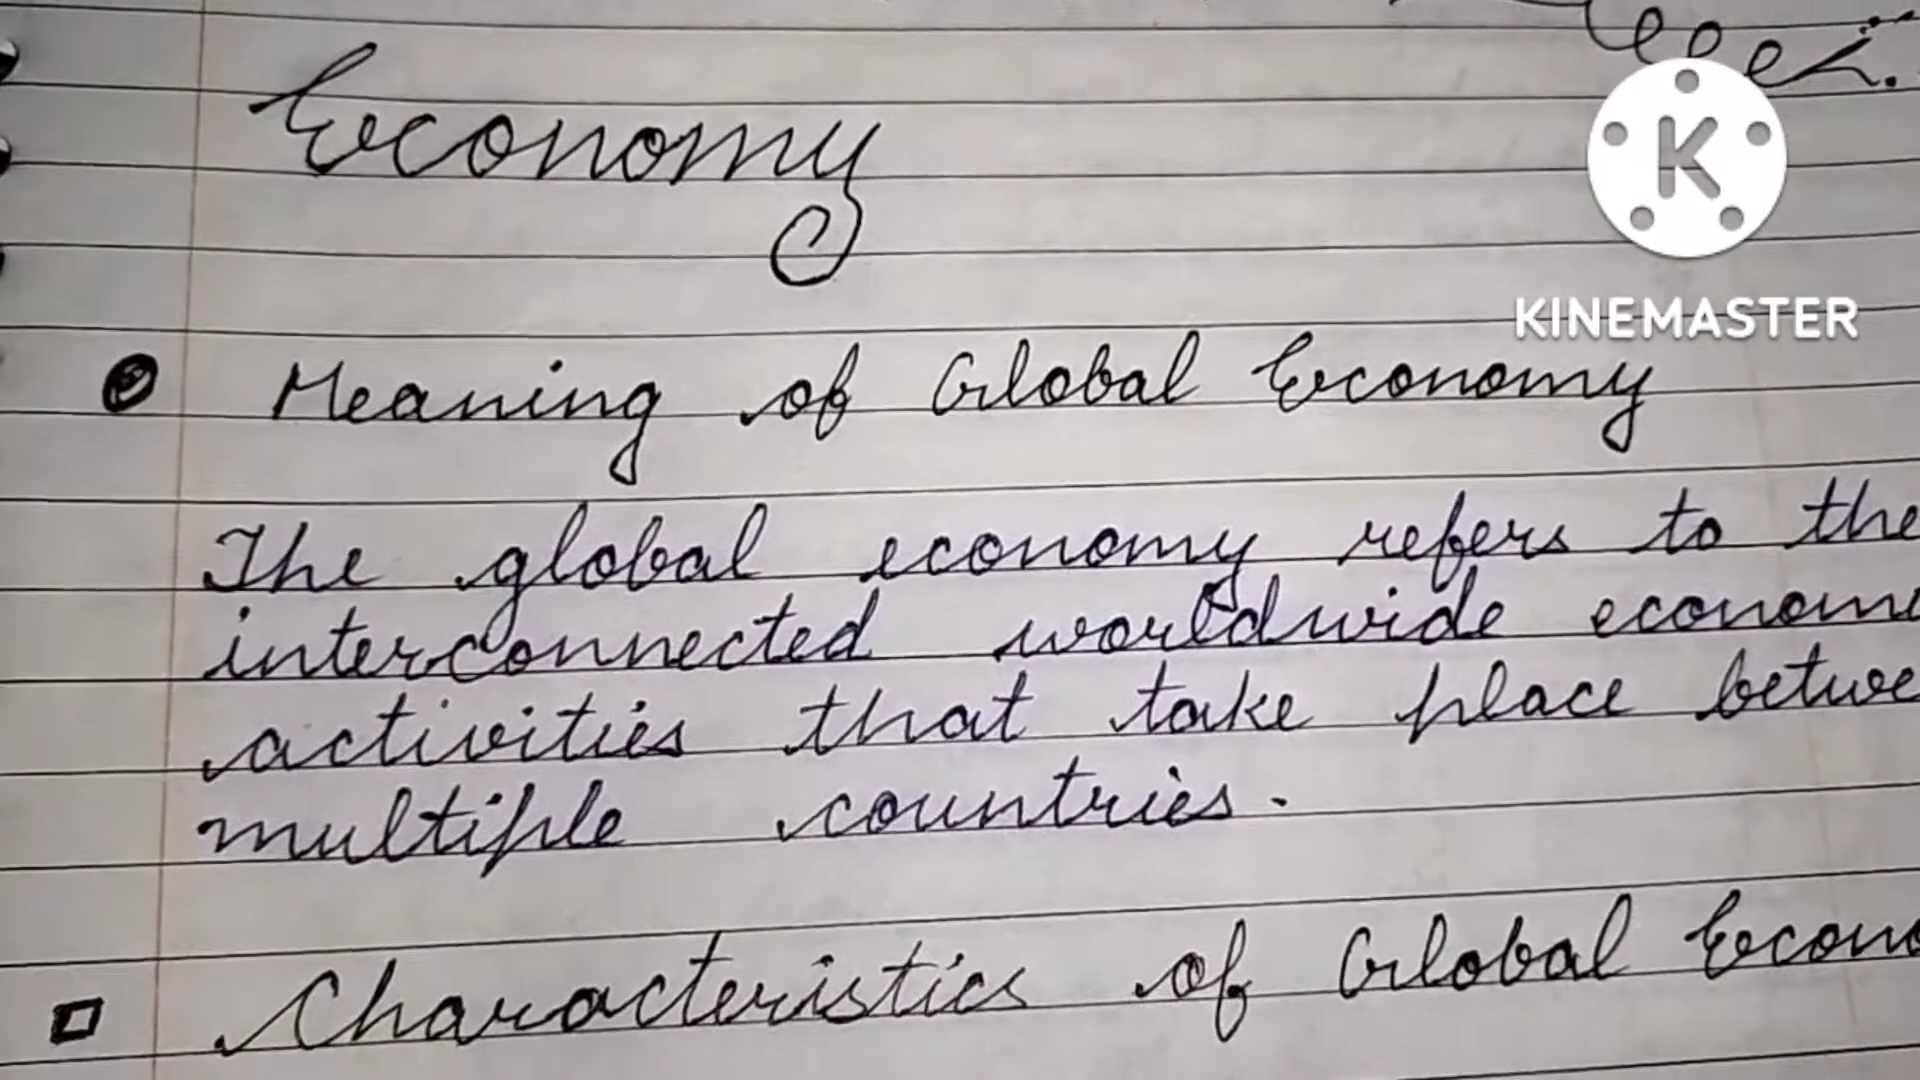 Economy
KINEMASTER
Meaning of Global Economy
The global economy refers to the
interconnected worldwide econom
activities that take place betwe
multiple countries.
Characteristics of Global Econo